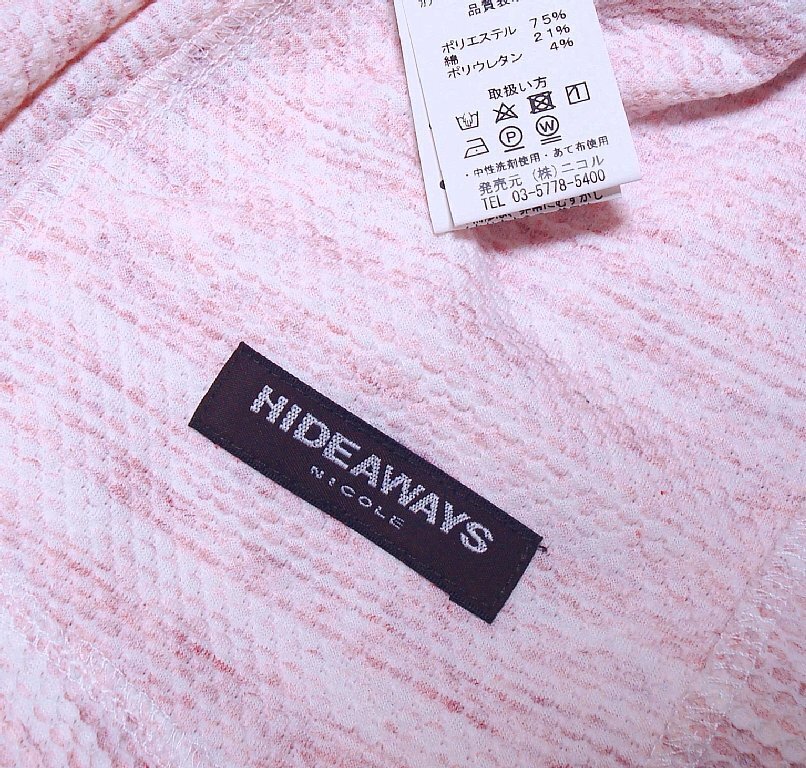 品質表示
ポリエステル 75%
綿 21%
ポリウレタン 4%
取扱い方
P W
・中性洗剤使用・あて布使用
発売元 (株)ニコル
TEL 03-5778-5400
HIDEAWAYS
NICOLE